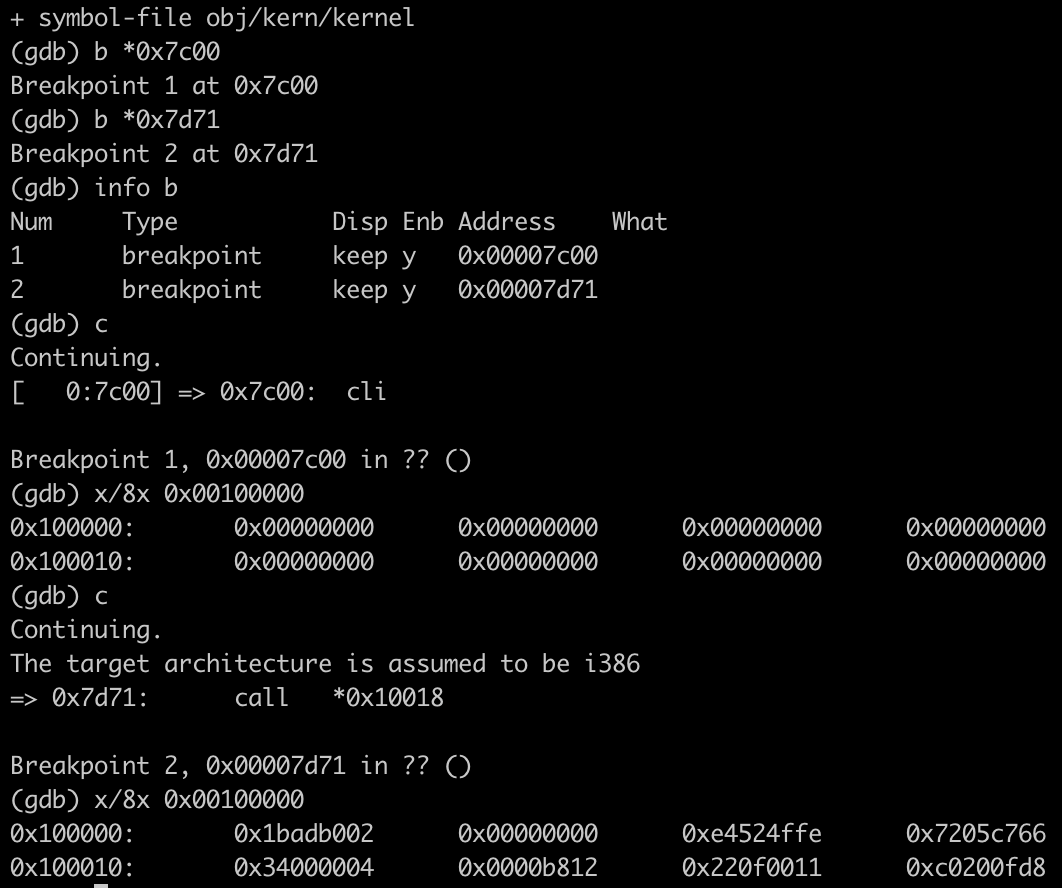 + symbol-file obj/kern/kernel
(gdb) b *0x7c00
Breakpoint 1 at 0x7c00
(gdb) b *0x7d71
Breakpoint 2 at 0x7d71
(gdb) info b
Num     Type           Disp Enb Address    What
1       breakpoint     keep y   0x00007c00
2       breakpoint     keep y   0x00007d71
(gdb) c
Continuing.
[   0:7c00] => 0x7c00:  cli
Breakpoint 1, 0x00007c00 in ?? ()
(gdb) x/8x 0x00100000
0x100000:       0x00000000      0x00000000      0x00000000      0x00000000
0x100010:       0x00000000      0x00000000      0x00000000      0x00000000
(gdb) c
Continuing.
The target architecture is assumed to be i386
=> 0x7d71:      call   *0x10018
Breakpoint 2, 0x00007d71 in ?? ()
(gdb) x/8x 0x00100000
0x100000:       0x1badb002      0x00000000      0xe4524ffe      0x7205c766
0x100010:       0x34000004      0x0000b812      0x220f0011      0xc0200fd8